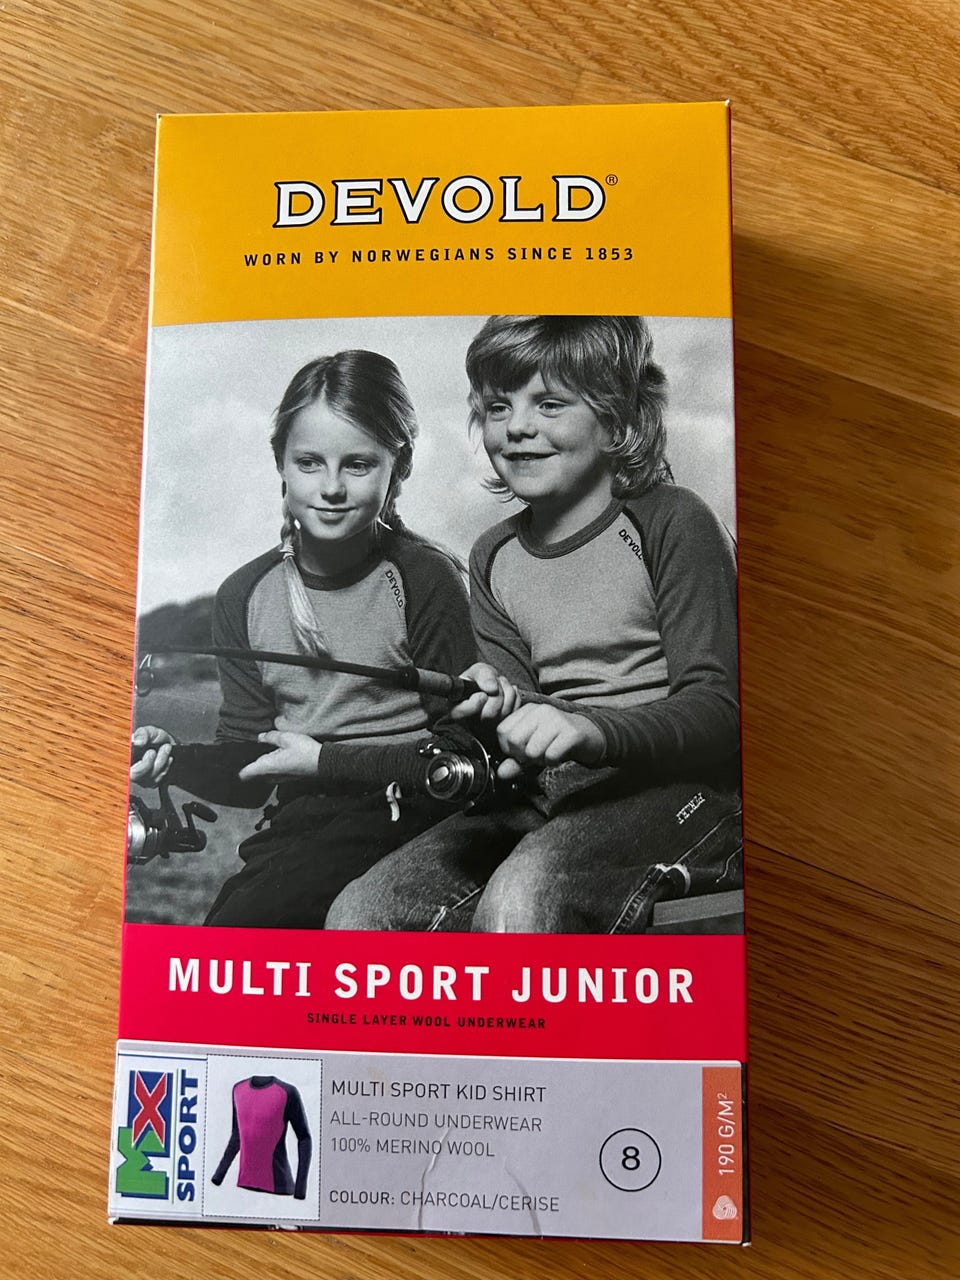 DEVOLD®
WORN BY NORWEGIANS SINCE 1853
DEVOLD
DEVOLD
MULTI SPORT JUNIOR
SINGLE LAYER WOOL UNDERWEAR
MX
SPORT
MULTI SPORT KID SHIRT
ALL-ROUND UNDERWEAR
100% MERINO WOOL
8
COLOUR: CHARCOAL/CERISE
190 G/M²